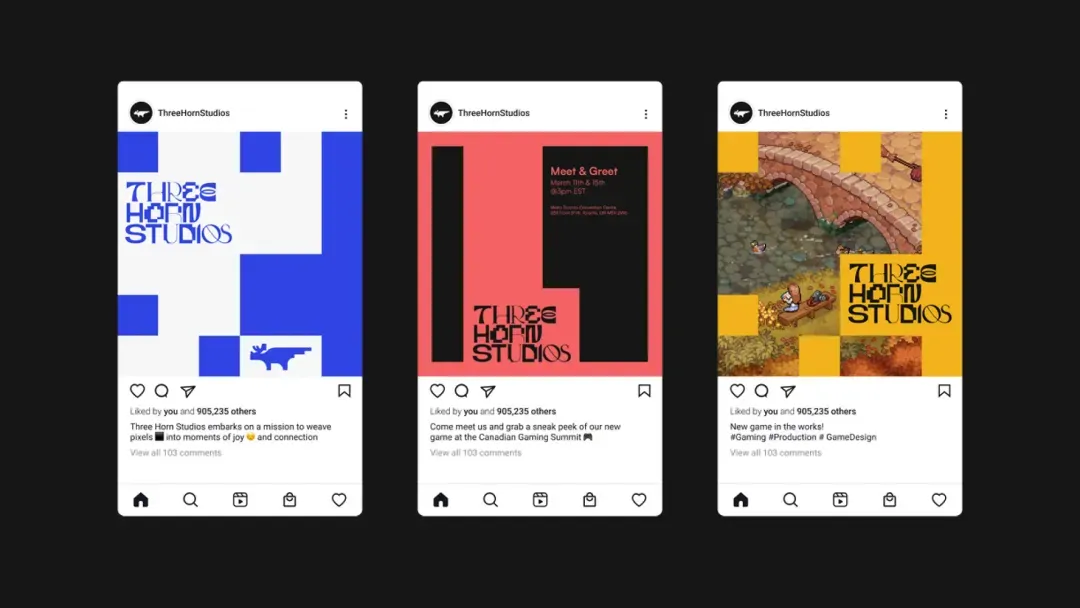 ThreeHornStudios
THREE
HORN
STUDIOS
Liked by you and 905,235 others
Three Horn Studios embarks on a mission to weave
pixels 🎹 into moments of joy 😊 and connection
View all 103 comments
ThreeHornStudios
Meet & Greet
March 11th & 15th
@3pm EST.
THREE
HORN
STUDIOS
Liked by you and 905,235 others
Come meet us and grab a sneak peek of our new
game at the Canadian Gaming Summit 🎮
View all 103 comments
ThreeHornStudios
THREE
HORN
STUDIOS
Liked by you and 905,235 others
New game in the works!
#Gaming #Production # GameDesign
View all 103 comments